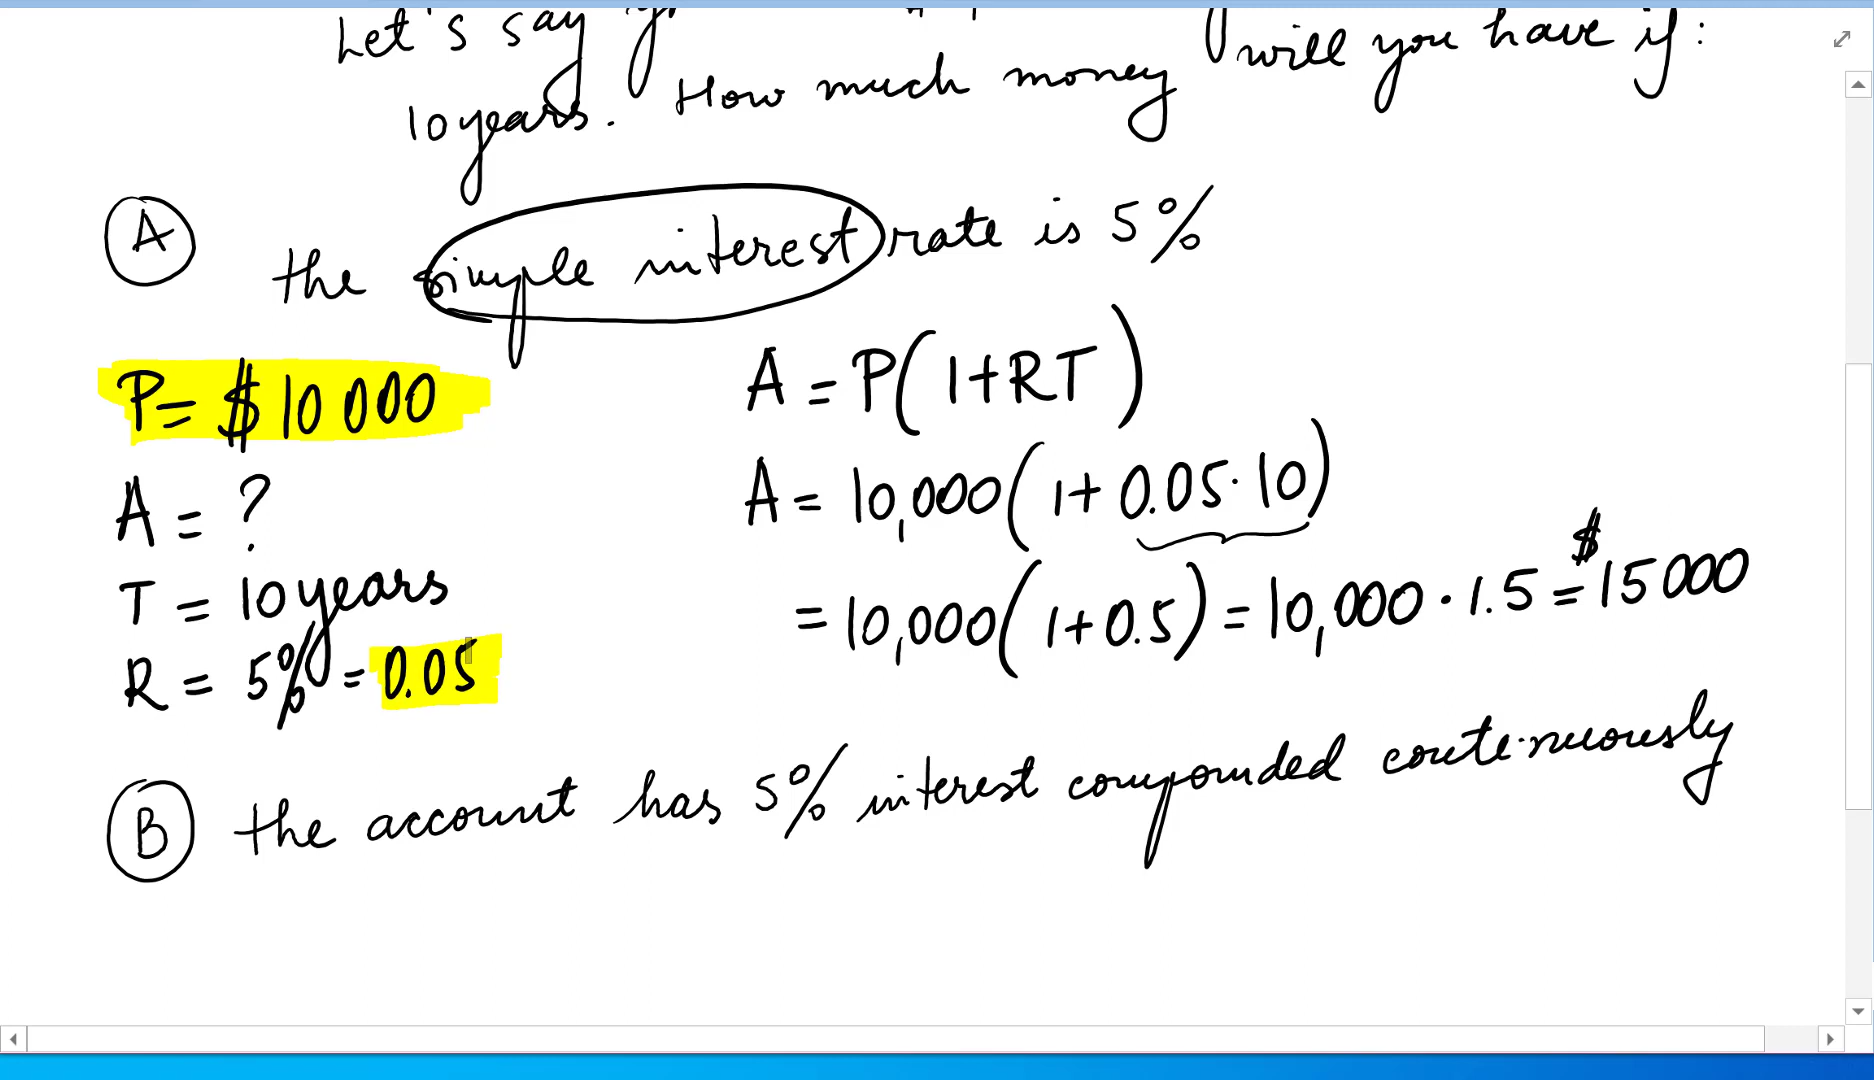 Let's say
will you have if:
10 years. How much money
A
the simple interest rate is 5%
P= $10 000
A = P(1+RT)
A = ?
A = 10,000(1+ 0.05·10)
T = 10 years
= 10,000(1+0.5) = 10,000 · 1.5 = $15 000
R = 5% = 0.05
B the account has 5% interest compounded continuously